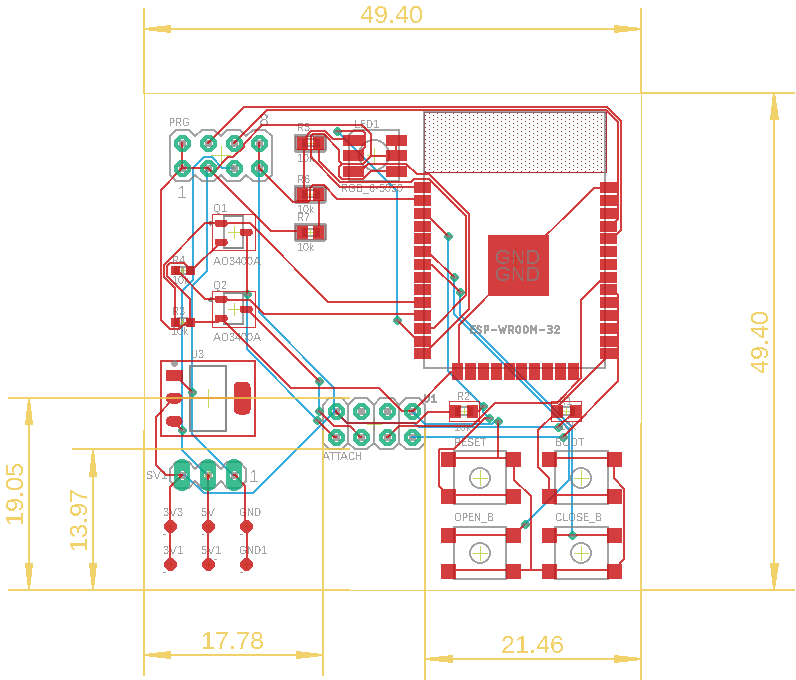 49.40
PRG
8
R5
LED1
10k
RGB_6-5050
1
R6
10k
Q1
R7
10k
AO3400A
GND
GND
49.40
R4
10k
Q2
AO3400A
ESP-WROOM-32
R3
10k
U3
U1
R2
10k
ATTACH
RESET
BOOT
SV1
1
19.05
13.97
3V3
5V
GND
OPEN_B
CLOSE_B
3V1
5V1
GND1
17.78
21.46